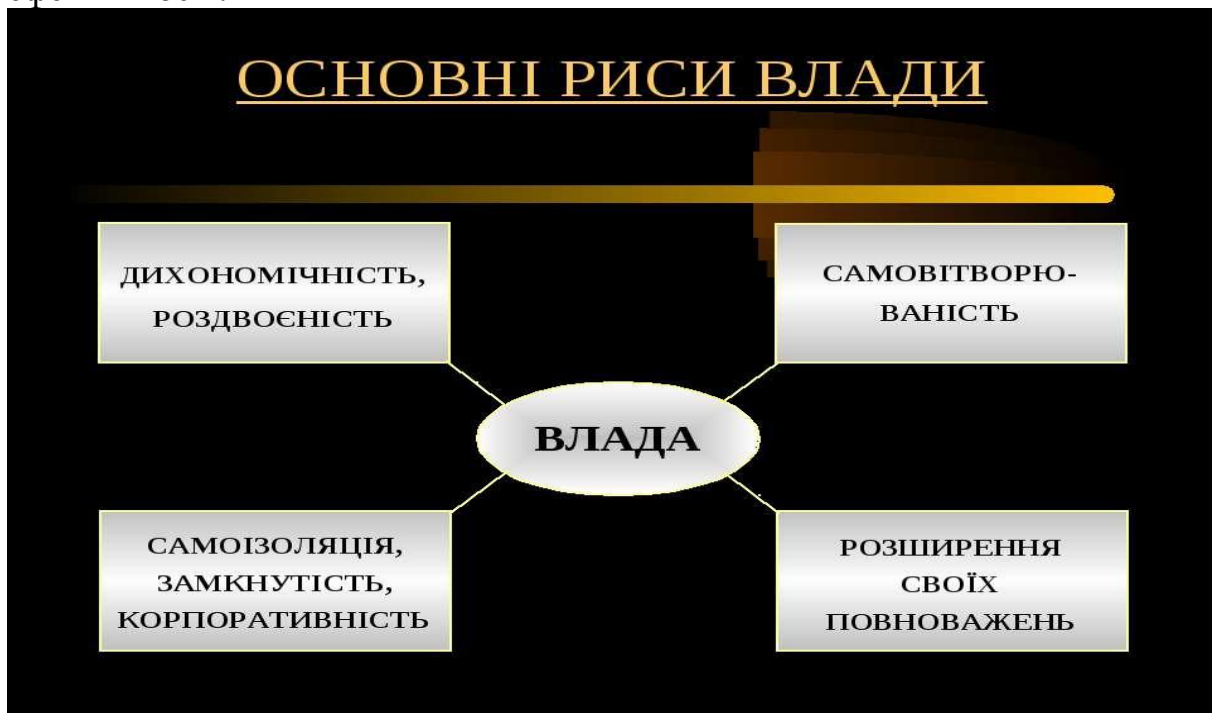 ОСНОВНІ РИСИ ВЛАДИ
ДИХОНОМІЧНІСТЬ,
РОЗДВОЄНІСТЬ
САМОВІТВОРЮ-
ВАНІСТЬ
ВЛАДА
САМОІЗОЛЯЦІЯ,
ЗАМКНУТІСТЬ,
КОРПОРАТИВНІСТЬ
РОЗШИРЕННЯ
СВОЇХ
ПОВНОВАЖЕНЬ